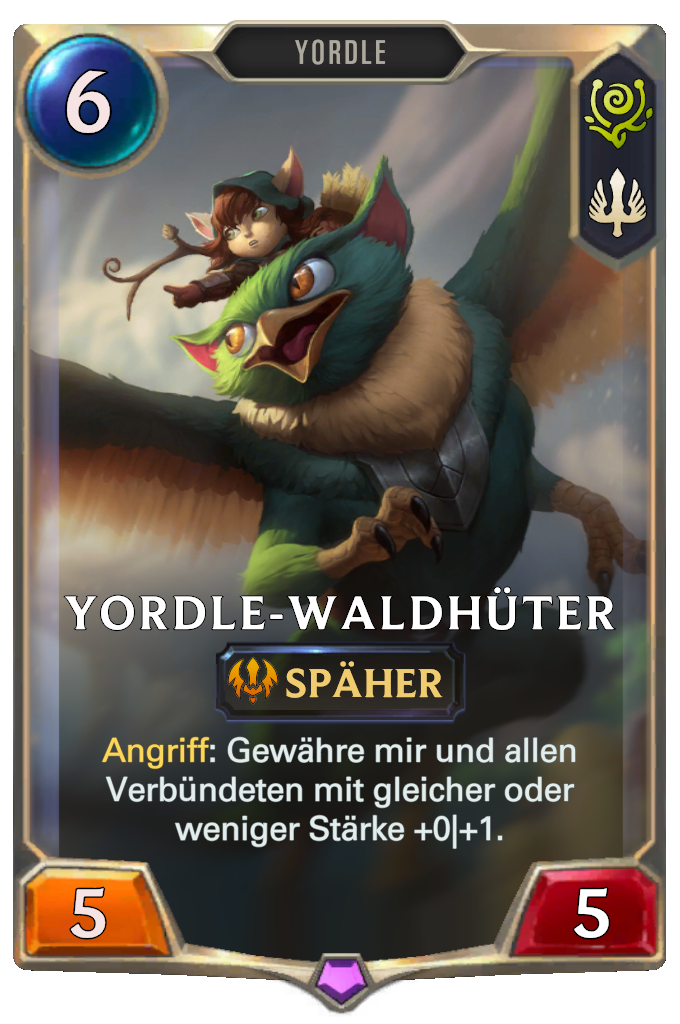 6
YORDLE
YORDLE-WALDHÜTER
SPÄHER
Angriff: Gewähre mir und allen
Verbündeten mit gleicher oder
weniger Stärke +0|+1.
5
5